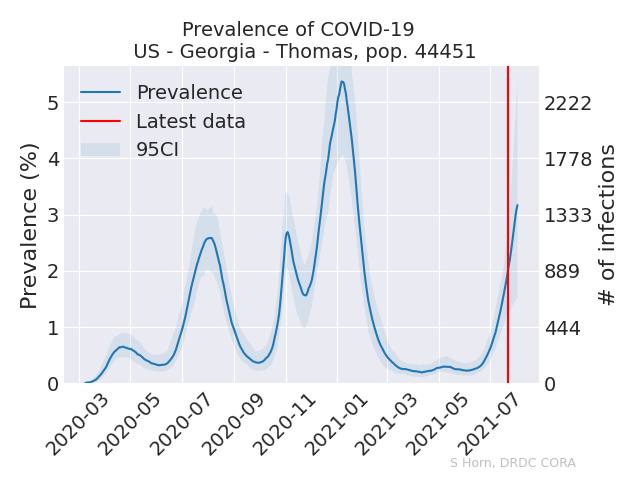 Prevalence of COVID-19
US - Georgia - Thomas, pop. 44451
Prevalence
Latest data
95CI
Prevalence (%)
5
4
3
2
1
0
2222
1778
1333
889
444
0
# of infections
2020-03
2020-05
2020-07
2020-09
2020-11
2021-01
2021-03
2021-05
2021-07
S Horn, DRDC CORA